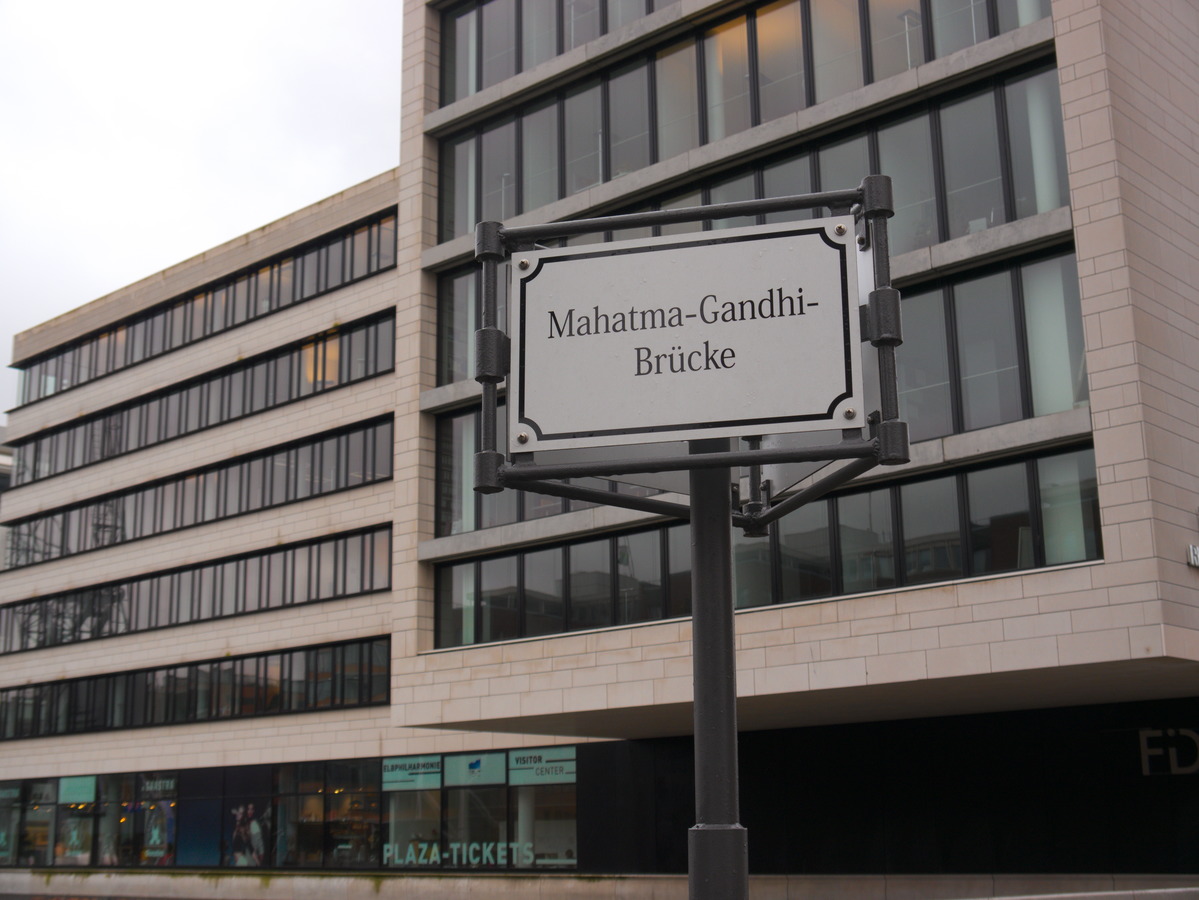 Mahatma-Gandhi-
Brücke
ELBPHILHARMONIE
VISITOR
CENTER
PLAZA-TICKETS